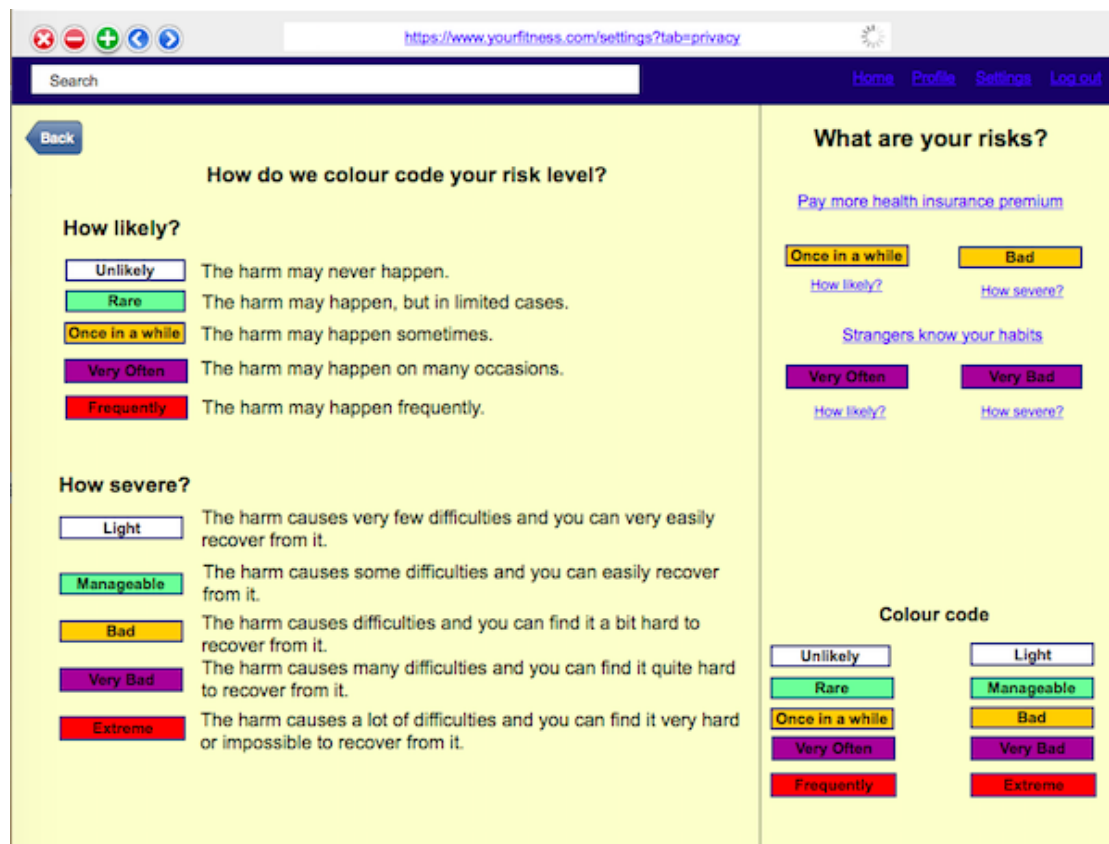 https://www.yourfitness.com/settings?tab=privacy
Search
Home Profile Settings Log out
Back
How do we colour code your risk level?
How likely?
Unlikely The harm may never happen.
Rare The harm may happen, but in limited cases.
Once in a while The harm may happen sometimes.
Very Often The harm may happen on many occasions.
Frequently The harm may happen frequently.
How severe?
Light The harm causes very few difficulties and you can very easily
recover from it.
Manageable The harm causes some difficulties and you can easily recover
from it.
Bad The harm causes difficulties and you can find it a bit hard to
recover from it.
Very Bad The harm causes many difficulties and you can find it quite hard
to recover from it.
Extreme The harm causes a lot of difficulties and you can find it very hard
or impossible to recover from it.
What are your risks?
Pay more health insurance premium
Once in a while Bad
How likely? How severe?
Strangers know your habits
Very Often Very Bad
How likely? How severe?
Colour code
Unlikely Light
Rare Manageable
Once in a while Bad
Very Often Very Bad
Frequently Extreme